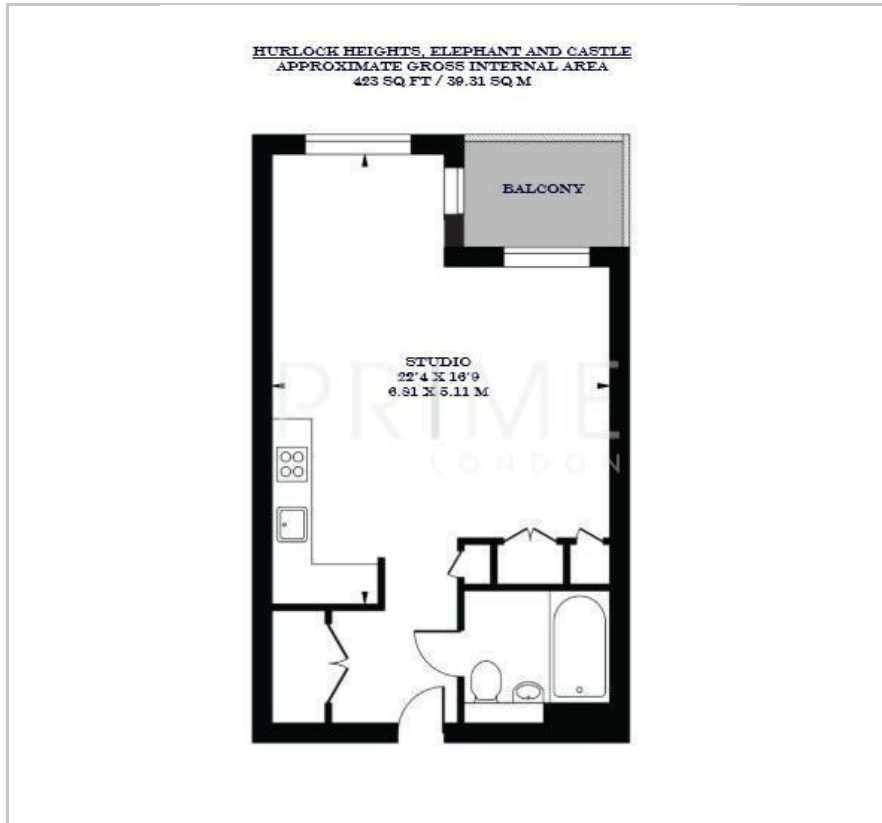 HURLOCK HEIGHTS, ELEPHANT AND CASTLE
APPROXIMATE GROSS INTERNAL AREA
423 SQ FT / 39.31 SQ M
BALCONY
STUDIO
22'4 X 16'9
6.81 X 5.11 M
PRIME
LONDON